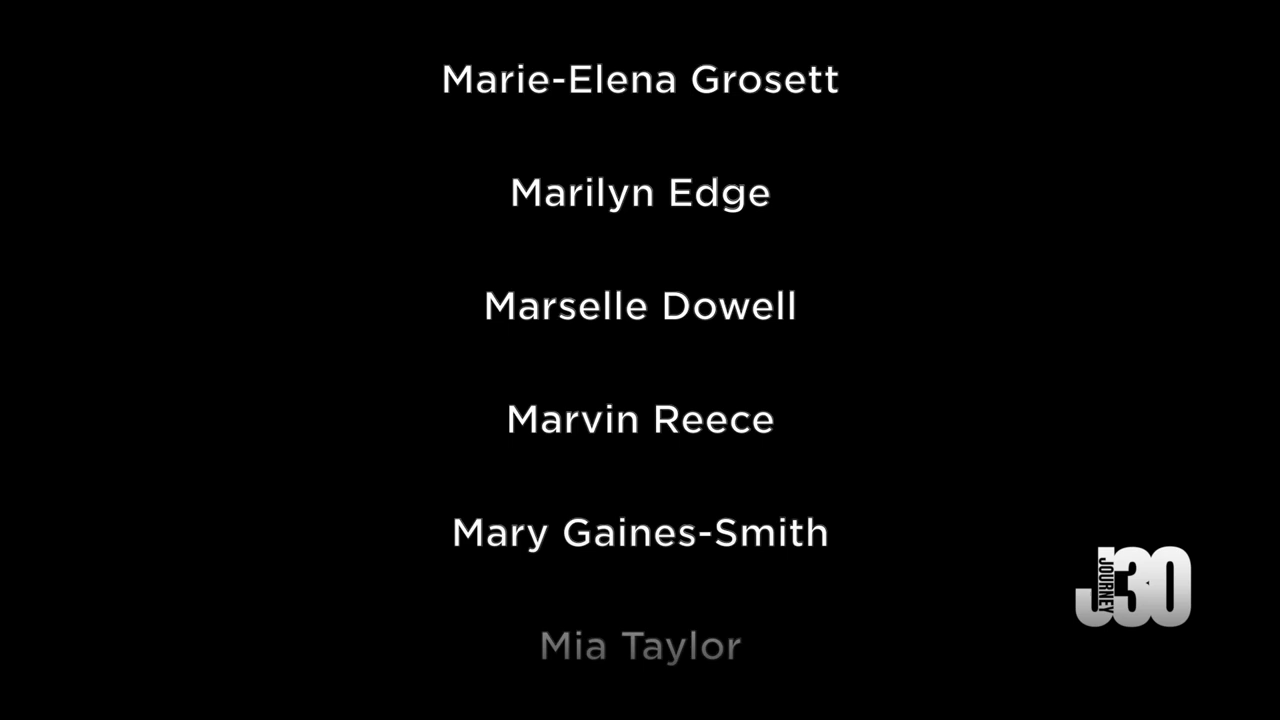 Marie-Elena Grosett
Marilyn Edge
Marselle Dowell
Marvin Reece
Mary Gaines-Smith
Mia Taylor
J30
JOURNEY